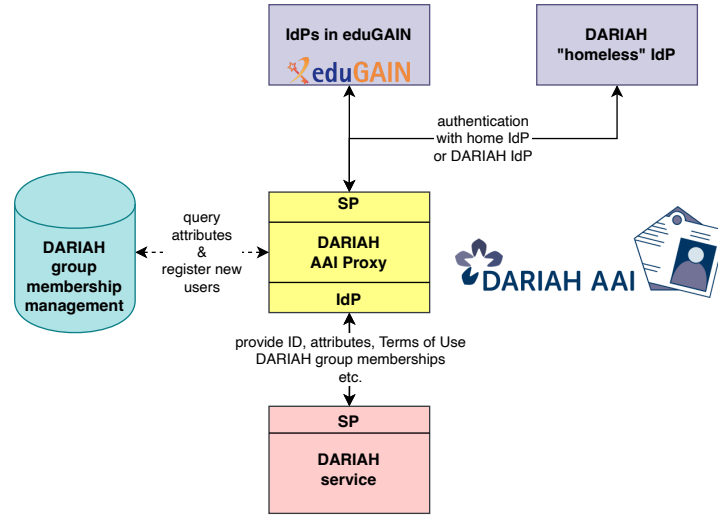 IdPs in eduGAIN
eduGAIN
DARIAH
"homeless" IdP
authentication
with home IdP
or DARIAH IdP
SP
DARIAH
AAI Proxy
IdP
query
attributes
&
register new
users
DARIAH
group
membership
management
DARIAH AAI
provide ID, attributes, Terms of Use
DARIAH group memberships
etc.
SP
DARIAH
service